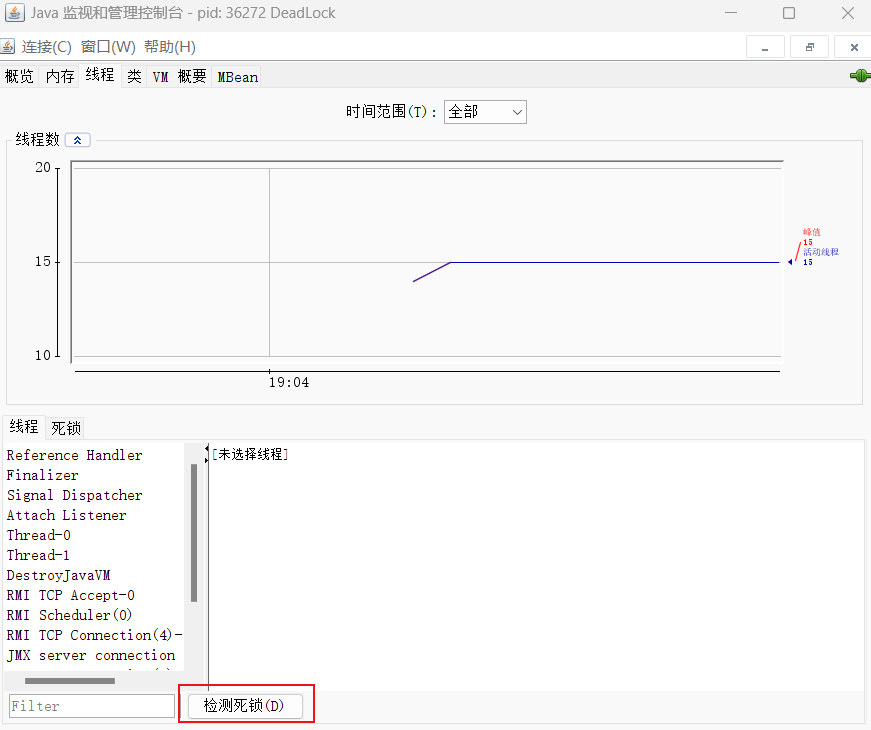 Java 监视和管理控制台 - pid: 36272 DeadLock
连接(C) 窗口(W) 帮助(H)
概览 内存 线程 类 VM 概要 MBean
时间范围(T): 全部
线程数
20
15
10
19:04
峰值
15
活动线程
15
线程 死锁
Reference Handler
Finalizer
Signal Dispatcher
Attach Listener
Thread-0
Thread-1
DestroyJavaVM
RMI TCP Accept-0
RMI Scheduler(0)
RMI TCP Connection(4)-
JMX server connection
[未选择线程]
Filter
检测死锁(D)